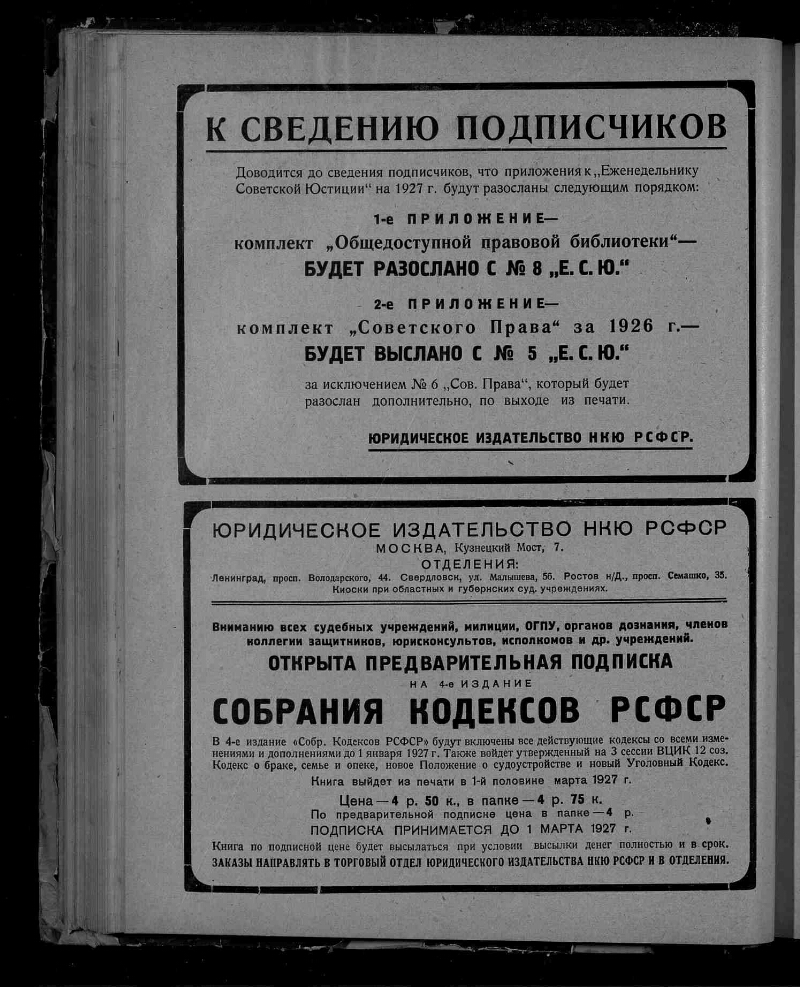 К СВЕДЕНИЮ ПОДПИСЧИКОВ
Доводится до сведения подписчиков, что приложения к „Еженедельнику
Советской Юстиции“ на 1927 г. будут разосланы следующим порядком:
1-е ПРИЛОЖЕНИЕ—
комплект „Общедоступной правовой библиотеки“—
БУДЕТ РАЗОСЛАНО С № 8 „Е. С. Ю.“
2-е ПРИЛОЖЕНИЕ—
комплект „Советского Права“ за 1926 г.—
БУДЕТ ВЫСЛАНО С № 5 „Е. С. Ю.“
за исключением № 6 „Сов. Права“, который будет
разослан дополнительно, по выходе из печати.
ЮРИДИЧЕСКОЕ ИЗДАТЕЛЬСТВО НКЮ РСФСР.
ЮРИДИЧЕСКОЕ ИЗДАТЕЛЬСТВО НКЮ РСФСР
МОСКВА, Кузнецкий Мост, 7.
ОТДЕЛЕНИЯ:
Ленинград, просп. Володарского, 44. Свердловск, ул. Малышева, 56. Ростов н/Д., просп. Семашко, 35.
Киоски при областных и губернских суд. учреждениях.
Вниманию всех судебных учреждений, милиции, ОГПУ, органов дознания, членов
коллегии защитников, юрисконсультов, исполкомов и др. учреждений.
ОТКРЫТА ПРЕДВАРИТЕЛЬНАЯ ПОДПИСКА
НА 4-е ИЗДАНИЕ
СОБРАНИЯ КОДЕКСОВ РСФСР
В 4-е издание «Собр. Кодексов РСФСР» будут включены все действующие кодексы со всеми изме-
нениями и дополнениями до 1 января 1927 г. Также войдет утвержденный на 3 сессии ВЦИК 12 соз.
Кодекс о браке, семье и опеке, новое Положение о судоустройстве и новый Уголовный Кодекс.
Книга выйдет из печати в 1-й половине марта 1927 г.
Цена—4 р. 50 к., в папке—4 р. 75 к.
По предварительной подписке цена в папке—4 р.
ПОДПИСКА ПРИНИМАЕТСЯ ДО 1 МАРТА 1927 г.
Книга по подписной цене будет высылаться при условии высылки денег полностью и в срок.
ЗАКАЗЫ НАПРАВЛЯТЬ В ТОРГОВЫЙ ОТДЕЛ ЮРИДИЧЕСКОГО ИЗДАТЕЛЬСТВА НКЮ РСФСР И В ОТДЕЛЕНИЯ.